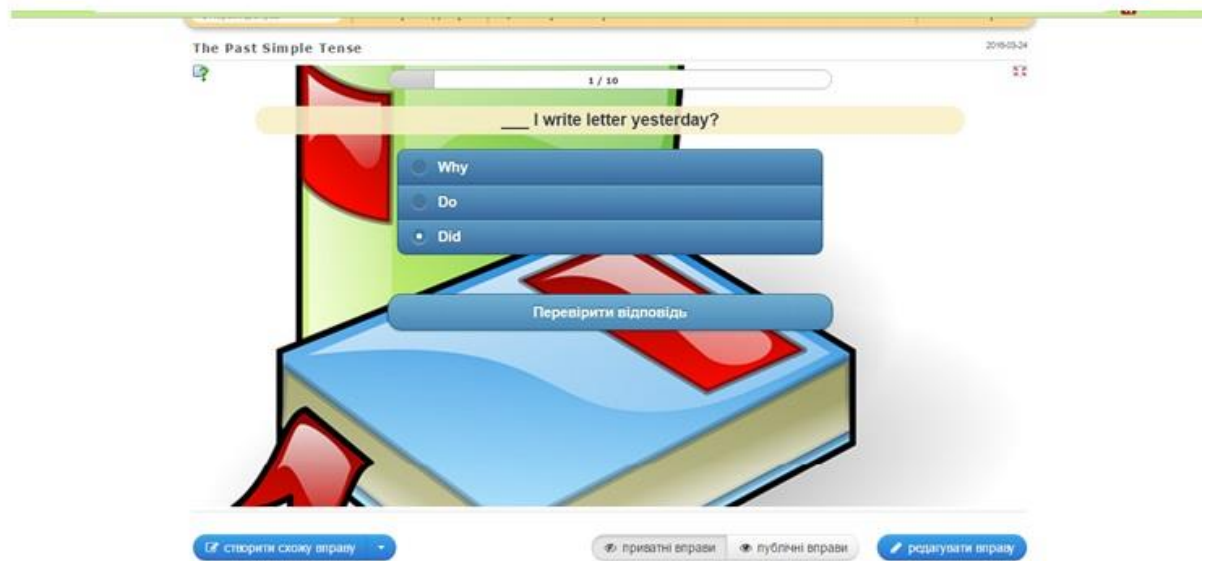 The Past Simple Tense
2016-03-24
1 / 10
___ I write letter yesterday?
Why
Do
Did
Перевірити відповідь
створити схожу вправу
приватні вправи
публічні вправи
редагувати вправу